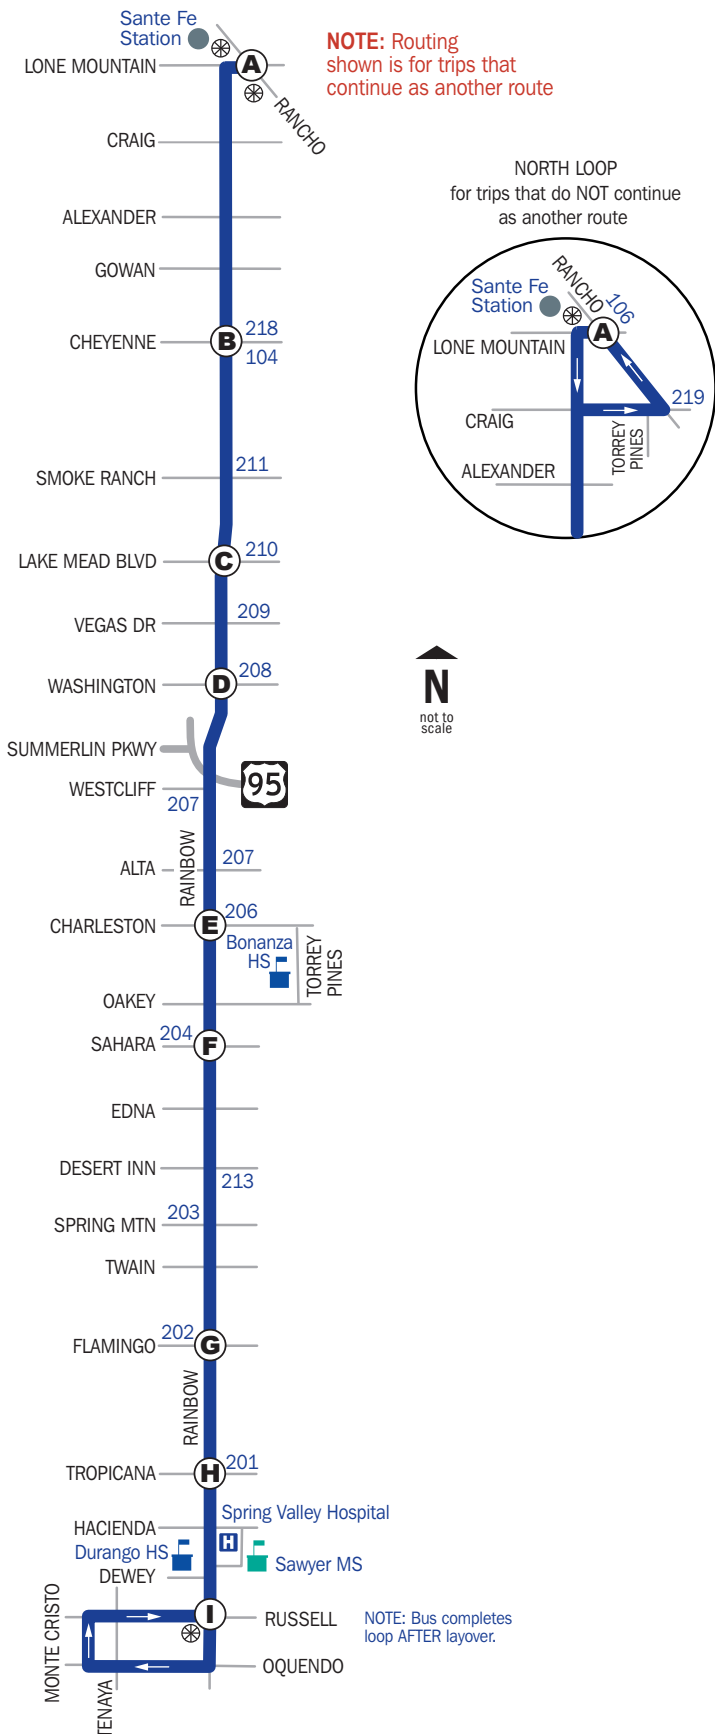 Sante Fe
Station
LONE MOUNTAIN
A
RANCHO
NOTE: Routing
shown is for trips that
continue as another route
CRAIG
ALEXANDER
GOWAN
CHEYENNE
B
218
104
NORTH LOOP
for trips that do NOT continue
as another route
RANCHO
106
Sante Fe
Station
A
LONE MOUNTAIN
219
CRAIG
TORREY
PINES
ALEXANDER
SMOKE RANCH
211
LAKE MEAD BLVD
C
210
VEGAS DR
209
WASHINGTON
D
208
N
not to
scale
SUMMERLIN PKWY
95
WESTCLIFF
207
RAINBOW
ALTA
207
CHARLESTON
E
206
Bonanza
HS
TORREY
PINES
OAKEY
204
SAHARA
F
EDNA
DESERT INN
213
203
SPRING MTN
TWAIN
202
FLAMINGO
G
RAINBOW
TROPICANA
H
201
Spring Valley Hospital
HACIENDA
H
Durango HS
Sawyer MS
DEWEY
MONTE CRISTO
I
RUSSELL
NOTE: Bus completes
loop AFTER layover.
OQUENDO
TENAYA